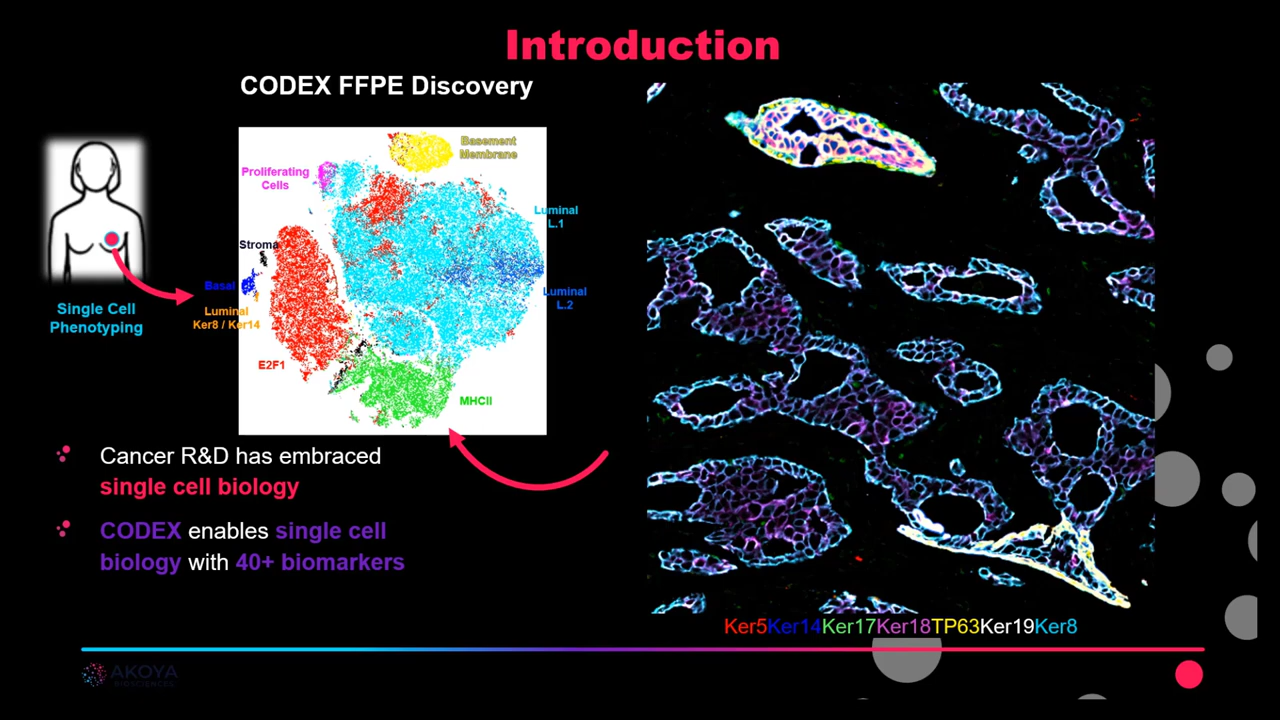 Introduction
CODEX FFPE Discovery
Basement
Membrane
Proliferating
Cells
Luminal
L.1
Stroma
Basal
Luminal
L.2
Luminal
Ker8 / Ker14
E2F1
MHCII
Single Cell
Phenotyping
Cancer R&D has embraced
single cell biology
CODEX enables single cell
biology with 40+ biomarkers
Ker5Ker14Ker17Ker18TP63Ker19Ker8
AKOYA
BIOSCIENCES